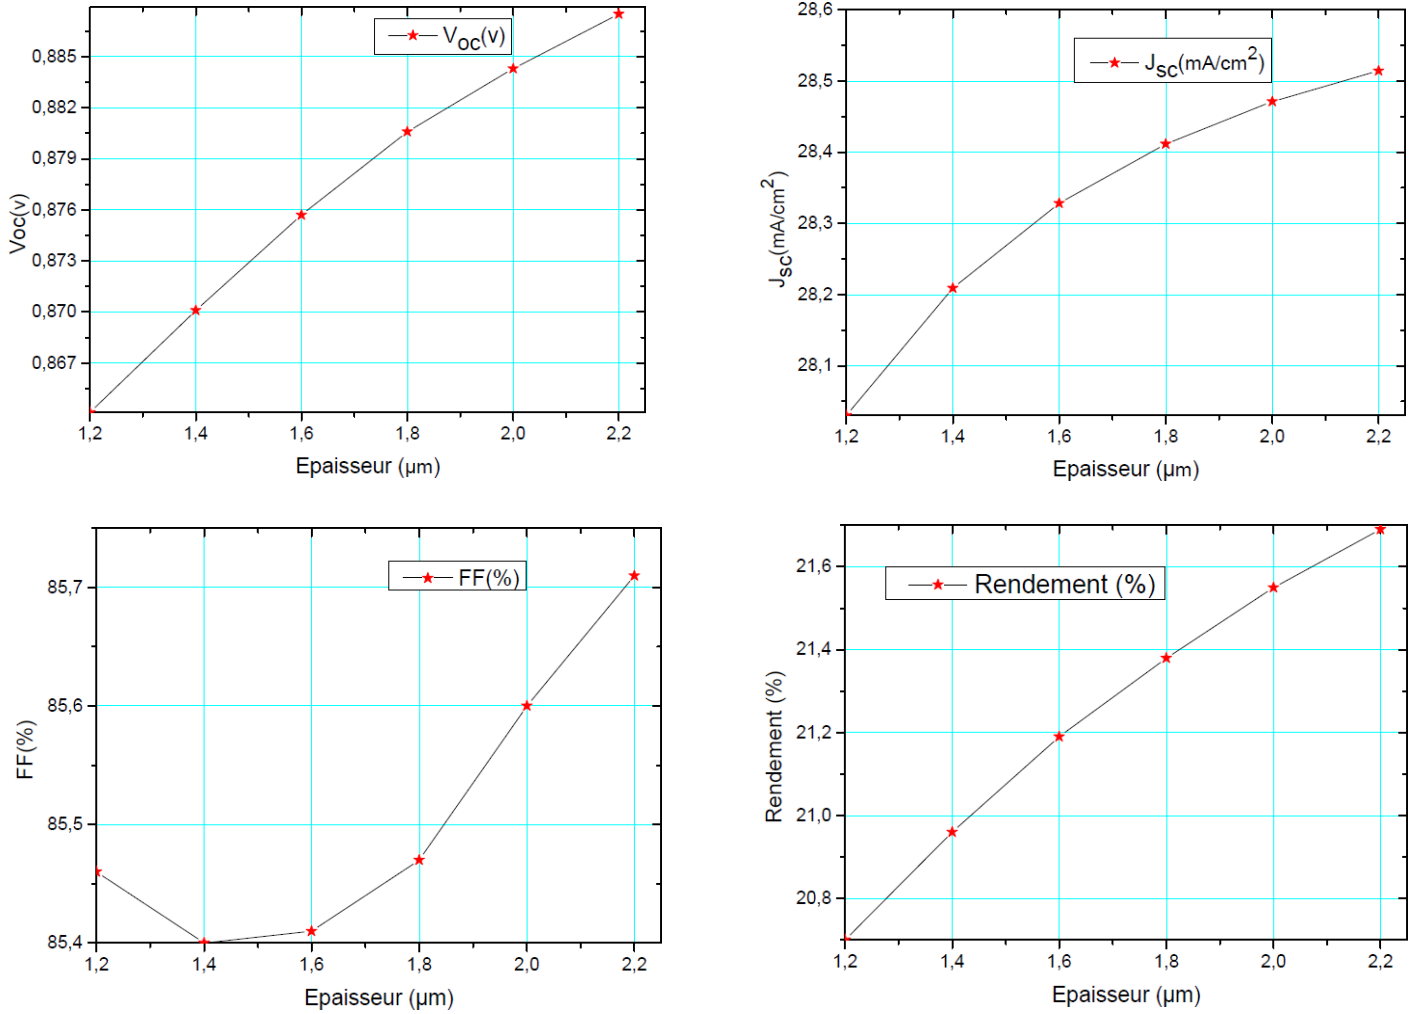 V_OC(v)
0,885
0,882
0,879
0,876
0,873
0,870
0,867
Voc(v)
1,2 1,4 1,6 1,8 2,0 2,2
Epaisseur (µm)
J_SC(mA/cm²)
28,6
28,5
28,4
28,3
28,2
28,1
J_SC(mA/cm²)
1,2 1,4 1,6 1,8 2,0 2,2
Epaisseur (µm)
FF(%)
85,7
85,6
85,5
85,4
FF(%)
1,2 1,4 1,6 1,8 2,0 2,2
Epaisseur (µm)
Rendement (%)
21,6
21,4
21,2
21,0
20,8
Rendement (%)
1,2 1,4 1,6 1,8 2,0 2,2
Epaisseur (µm)